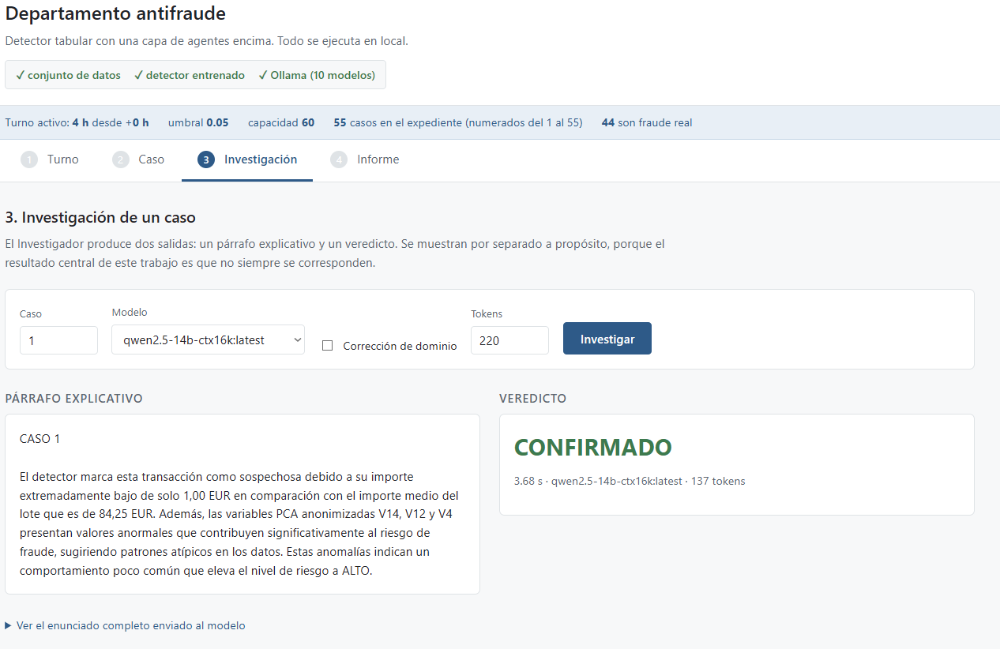 Departamento antifraude
Detector tabular con una capa de agentes encima. Todo se ejecuta en local.
✓ conjunto de datos ✓ detector entrenado ✓ Ollama (10 modelos)
Turno activo: 4 h desde +0 h umbral 0.05 capacidad 60 55 casos en el expediente (numerados del 1 al 55) 44 son fraude real
1 Turno 2 Caso 3 Investigación 4 Informe
3. Investigación de un caso
El Investigador produce dos salidas: un párrafo explicativo y un veredicto. Se muestran por separado a propósito, porque el
resultado central de este trabajo es que no siempre se corresponden.
Caso Modelo Tokens
1 qwen2.5-14b-ctx16k:latest Corrección de dominio 220 Investigar
PÁRRAFO EXPLICATIVO
CASO 1
El detector marca esta transacción como sospechosa debido a su importe
extremadamente bajo de solo 1,00 EUR en comparación con el importe medio del
lote que es de 84,25 EUR. Además, las variables PCA anonimizadas V14, V12 y V4
presentan valores anormales que contribuyen significativamente al riesgo de
fraude, sugiriendo patrones atípicos en los datos. Estas anomalías indican un
comportamiento poco común que eleva el nivel de riesgo a ALTO.
VEREDICTO
CONFIRMADO
3.68 s · qwen2.5-14b-ctx16k:latest · 137 tokens
▶ Ver el enunciado completo enviado al modelo